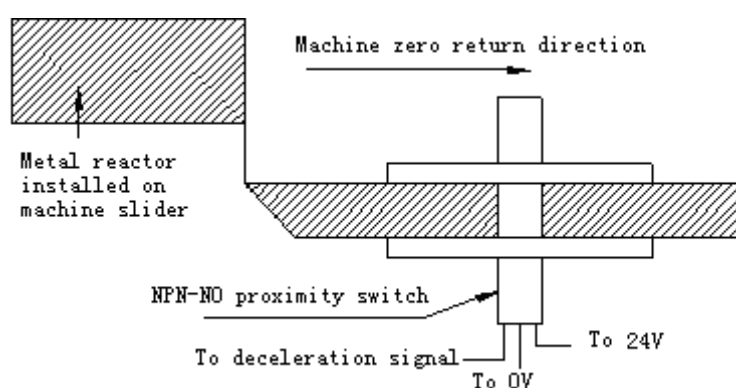 Machine zero return direction
Metal reactor
installed on
machine slider
NPN-NO proximity switch
To deceleration signal
To 0V
To 24V